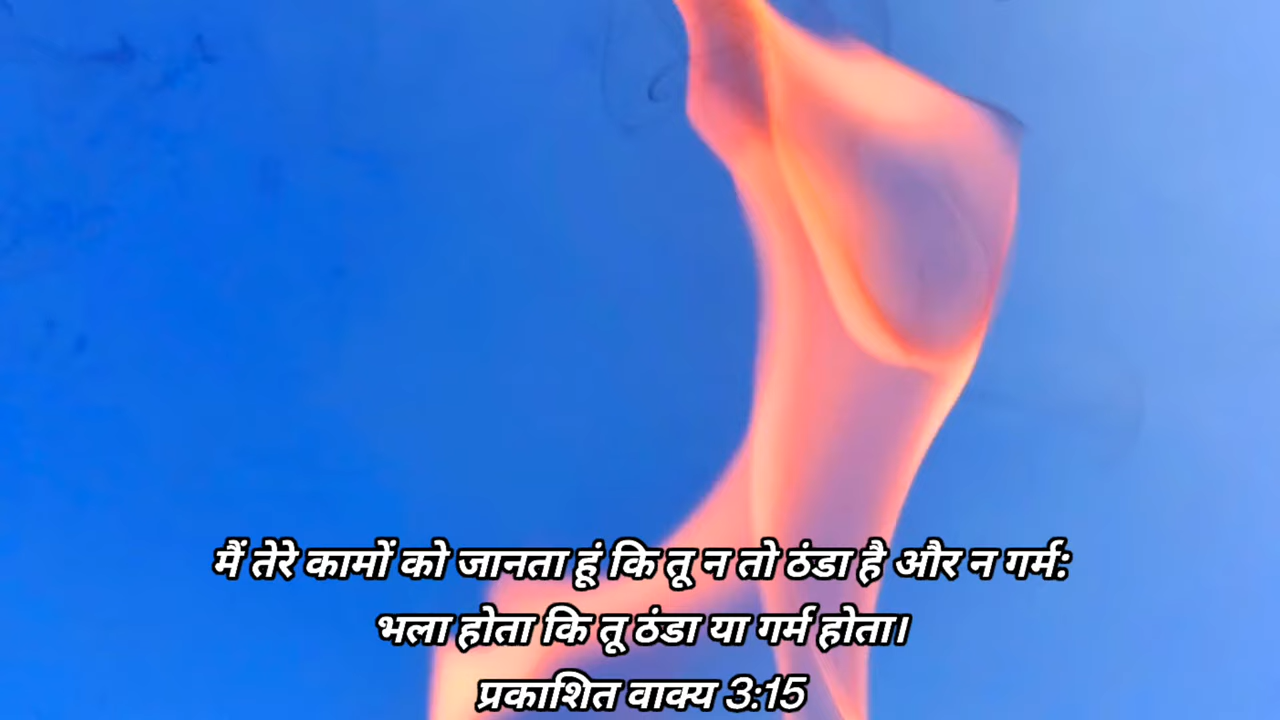 मैं तेरे कामों को जानता हूं कि तू न तो ठंडा है और न गर्म:
भला होता कि तू ठंडा या गर्म होता।
प्रकाशित वाक्य 3:15